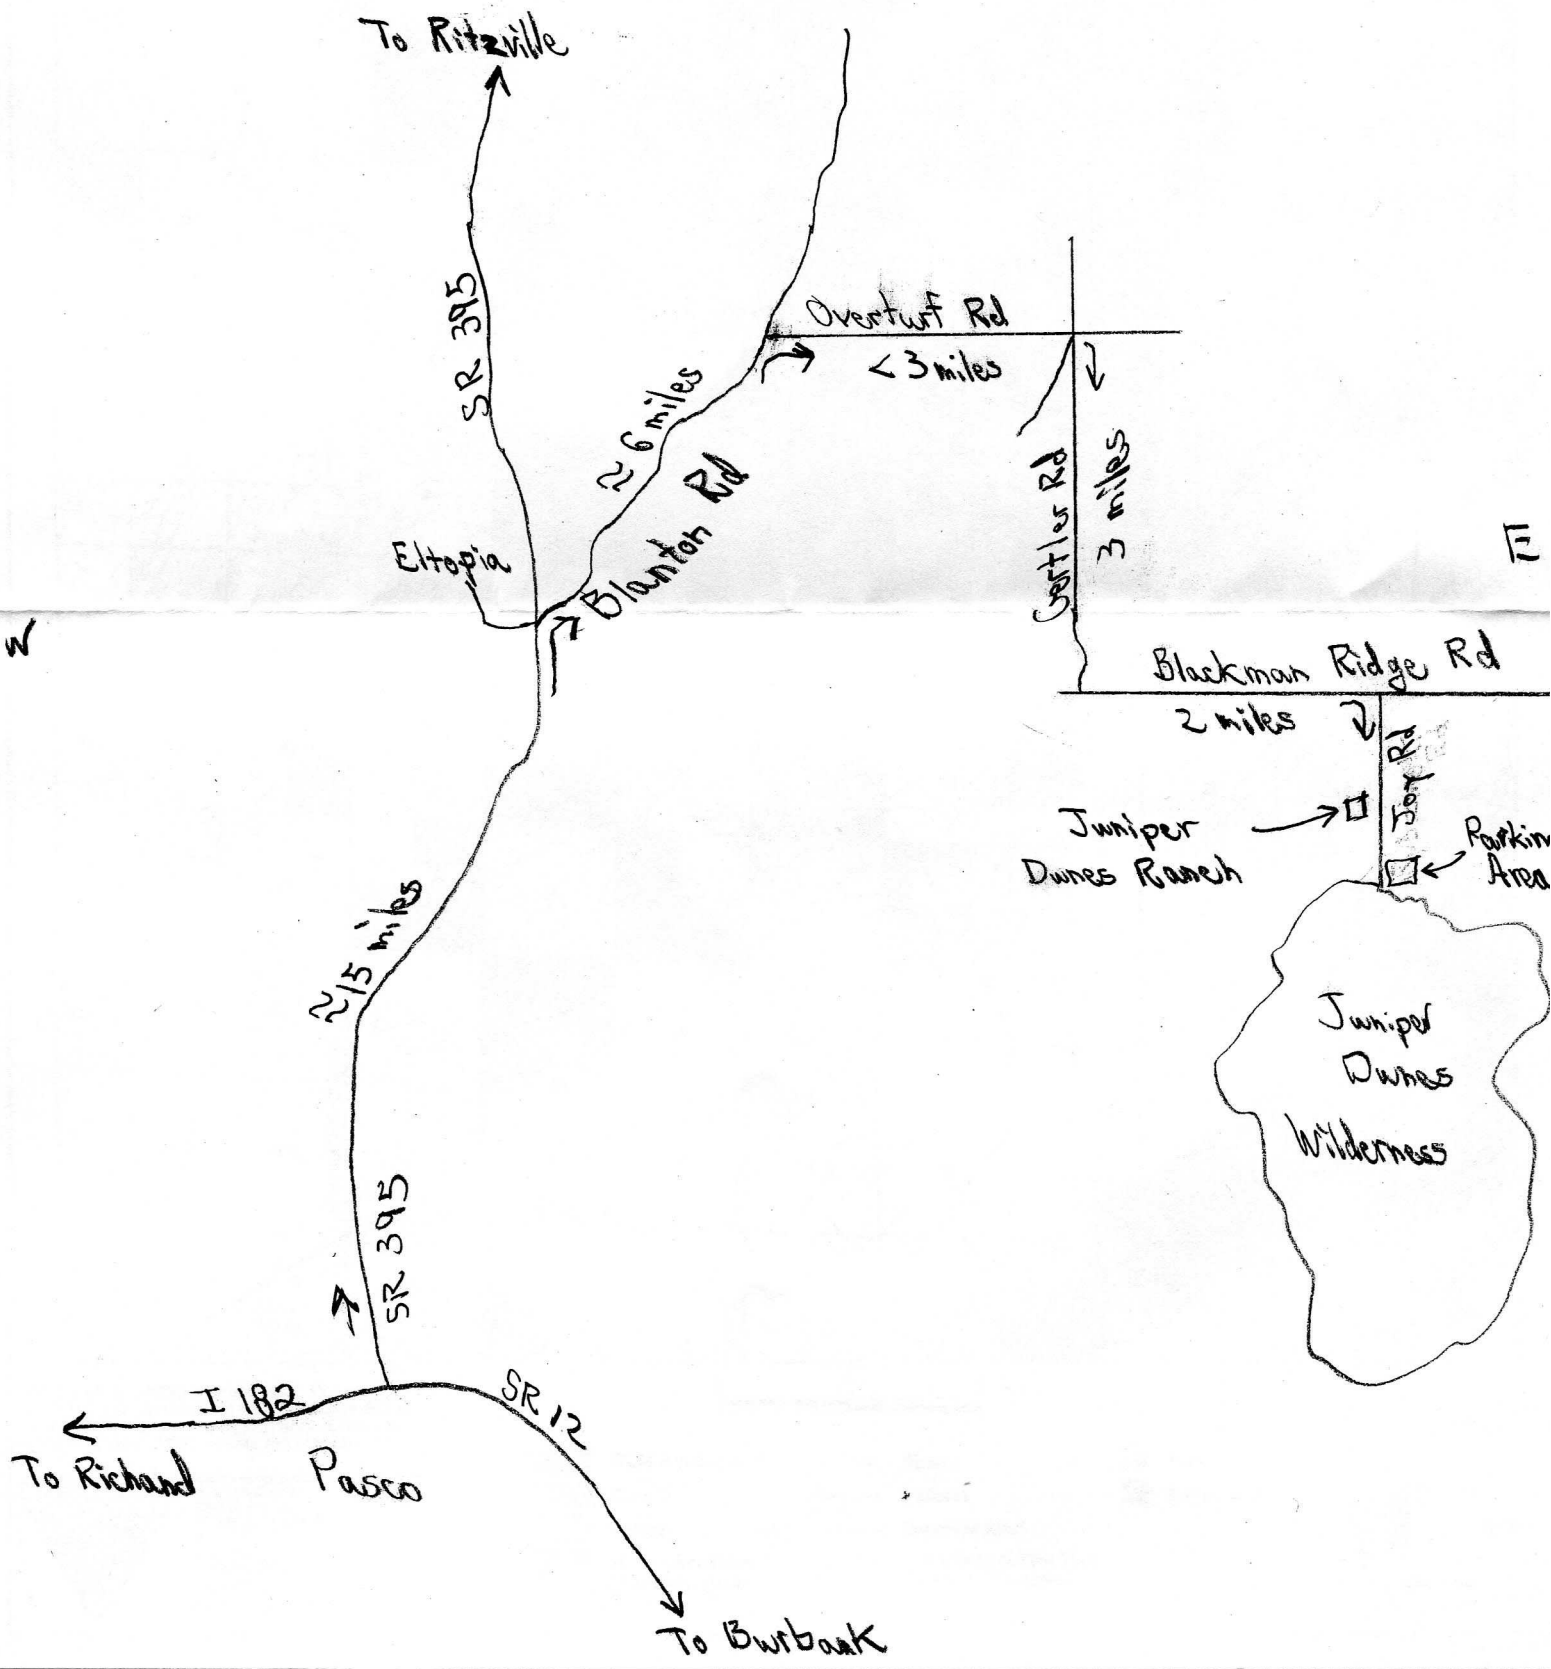 To Ritzville
SR 395
Overturf Rd
< 3 miles
≈ 6 miles
Blanton Rd
Gertler Rd
3 miles
Eltopia
E
W
Blackman Ridge Rd
2 miles
Joy Rd
Juniper
Dunes Ranch
Parkin
Area
≈15 miles
Juniper
Dunes
Wilderness
SR 395
I 182
SR 12
To Richand
Pasco
To Burbank